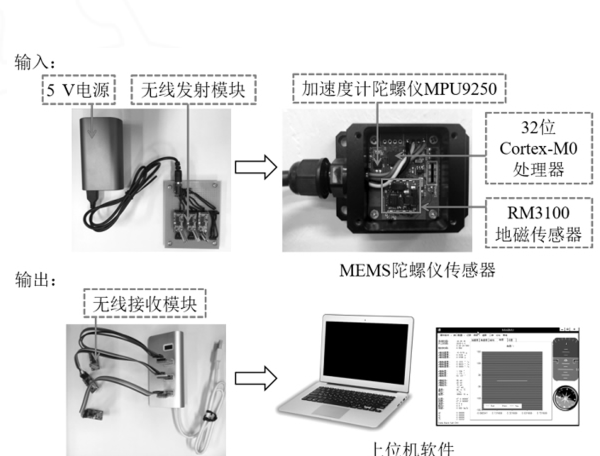 输入：
5 V电源
无线发射模块
加速度计陀螺仪MPU9250
32位
Cortex-M0
处理器
RM3100
地磁传感器
MEMS陀螺仪传感器
输出：
无线接收模块
上位机软件